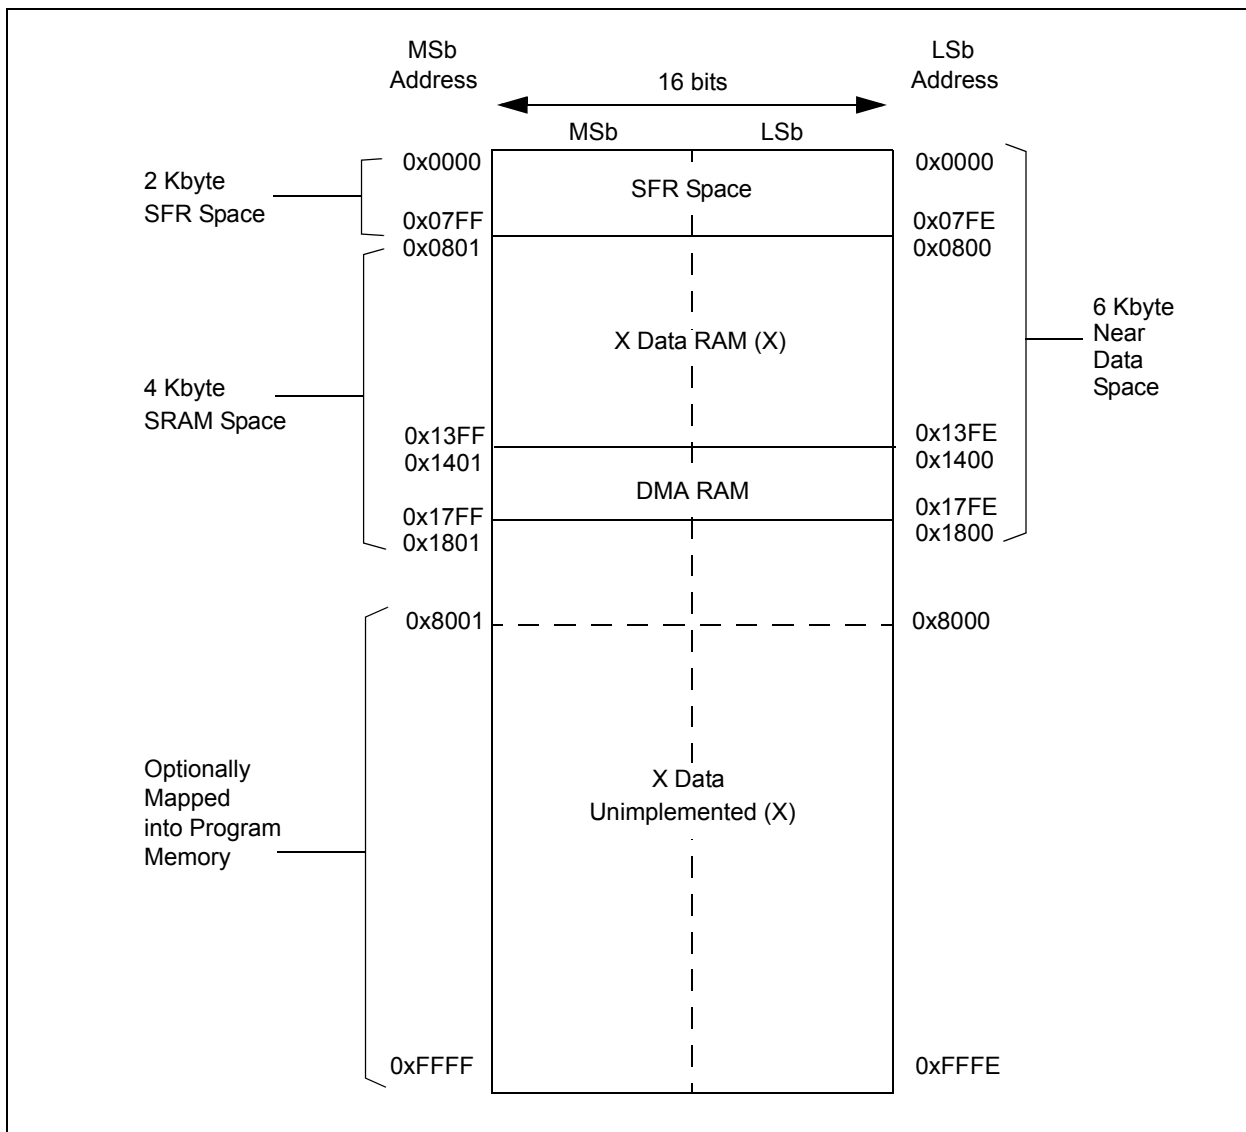 MSb
Address
LSb
Address
16 bits
MSb
LSb
0x0000
0x0000
2 Kbyte
SFR Space
SFR Space
0x07FF
0x07FE
0x0801
0x0800
X Data RAM (X)
6 Kbyte
Near
Data
Space
4 Kbyte
SRAM Space
0x13FF
0x13FE
0x1401
0x1400
DMA RAM
0x17FF
0x17FE
0x1801
0x1800
0x8001
0x8000
Optionally
Mapped
into Program
Memory
X Data
Unimplemented (X)
0xFFFF
0xFFFE